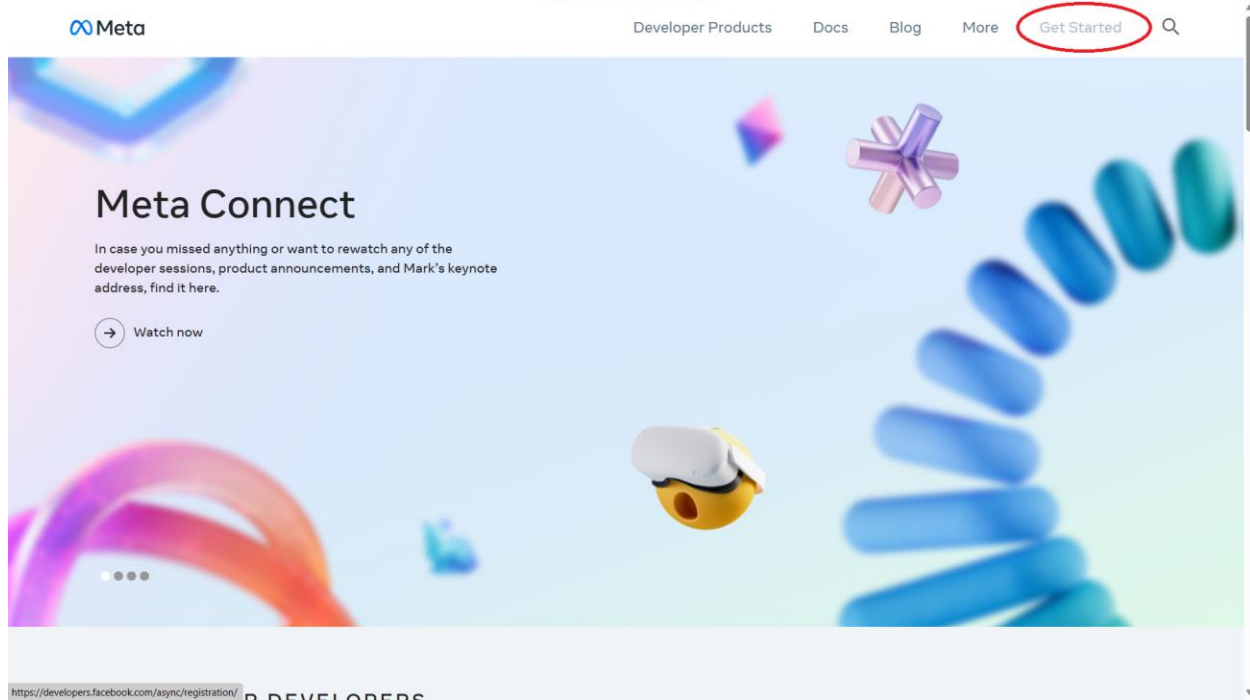 Meta
Developer Products Docs Blog More Get Started
Meta Connect
In case you missed anything or want to rewatch any of the
developer sessions, product announcements, and Mark's keynote
address, find it here.
Watch now
DEVELOPERS
https://developers.facebook.com/async/registration/